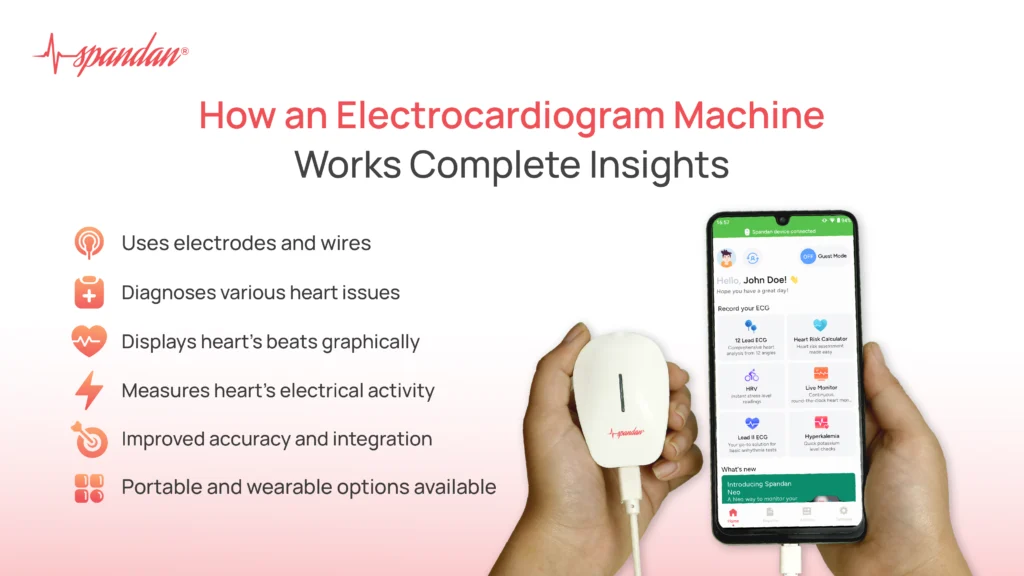 spandan®
How an Electrocardiogram Machine
Works Complete Insights
Uses electrodes and wires
Diagnoses various heart issues
Displays heart's beats graphically
Measures heart's electrical activity
Improved accuracy and integration
Portable and wearable options available
spandan
16:57
54%
Spandan device connected
Guest Mode
Hello, John Doe! 👋
Hope you have a great day!
Record your ECG
12 Lead ECG
Comprehensive heart
analysis from 12 angles
Heart Risk Calculator
Heart risk assessment
made easy
HRV
Instant stress-level
readings
Live Monitor
Continuous
round-the-clock heart mon...
Lead II ECG
Your go-to solution for
basic arrhythmia tests
Hyperkalemia
Quick potassium
level checks
What's new
Introducing Spandan
Neo
A Neo way to monitor your
Home
Reports